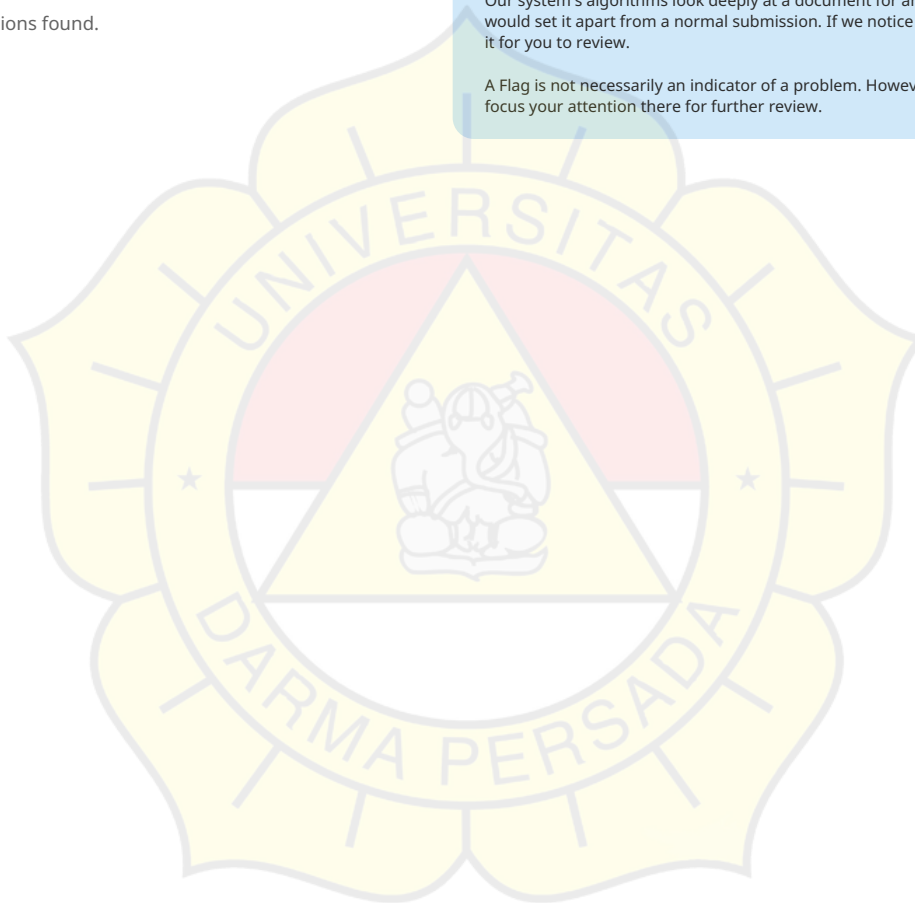 ions found.
Our system's algorithms look deeply at a document for a
would set it apart from a normal submission. If we notice
it for you to review.
A Flag is not necessarily an indicator of a problem. Howev
focus your attention there for further review.
UNIVERSITAS
DARMA PERSADA